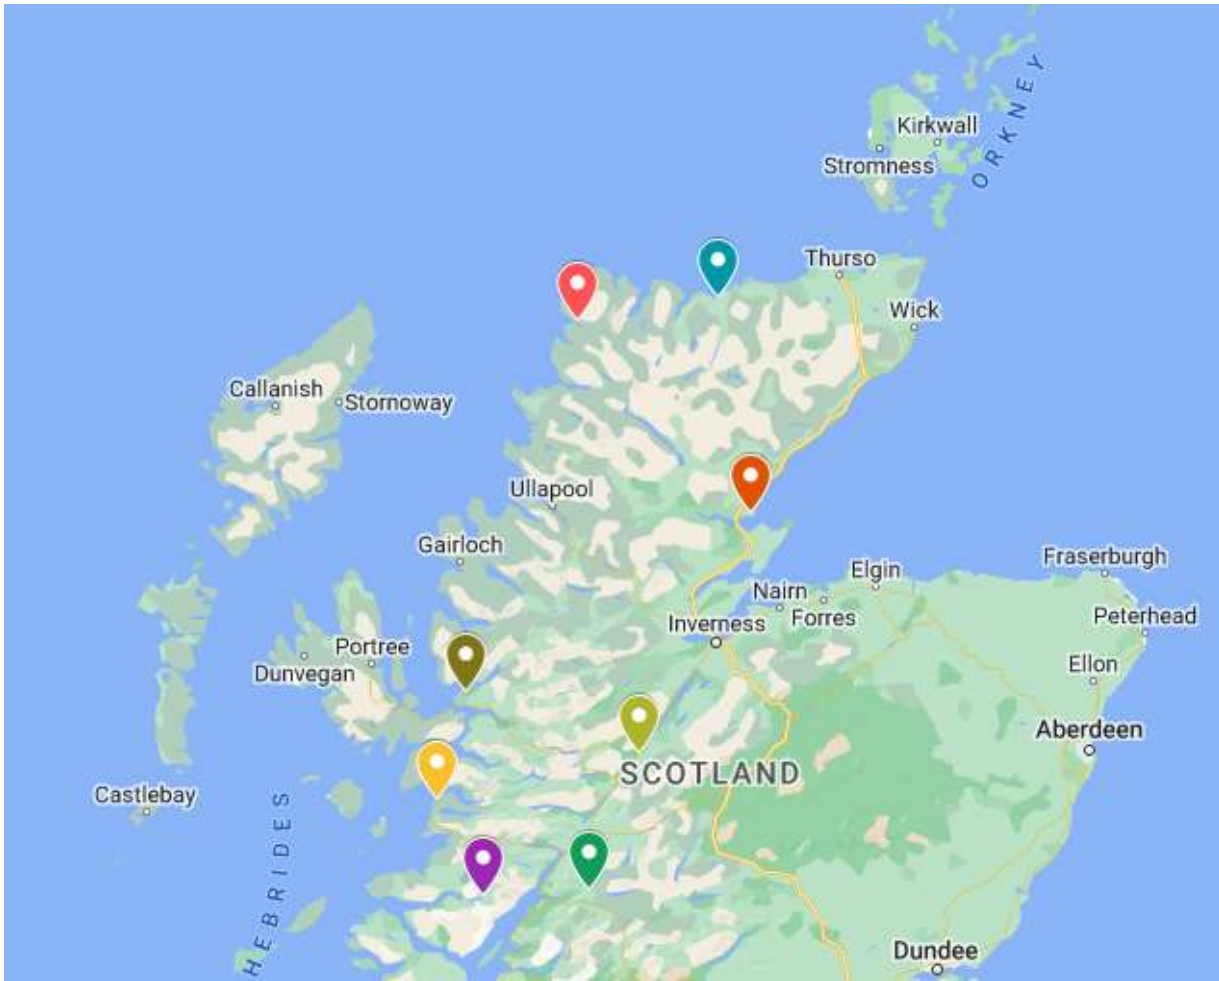 Kirkwall
Stromness
ORKNEY
Thurso
Wick
Callanish
Stornoway
Ullapool
Gairloch
Fraserburgh
Elgin
Nairn
Forres
Peterhead
Inverness
Portree
Dunvegan
Ellon
Aberdeen
SCOTLAND
Castlebay
HEBRIDES
Dundee